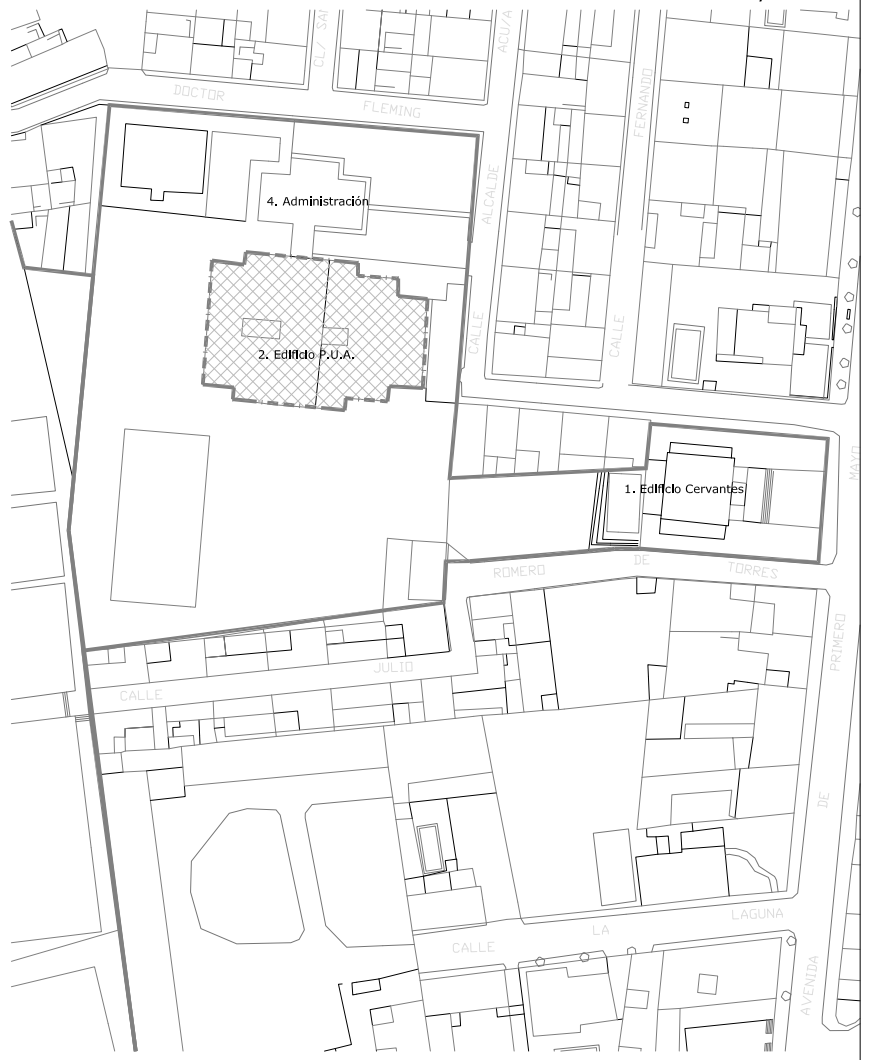 CL/ SAN
ACU/A
DOCTOR
FLEMING
FERNANDO
4. Administración
ALCALDE
CALLE
CALLE
2. Edificio P.U.A.
MAYO
1. Edificio Cervantes
ROMERO
DE
TORRES
CALLE
JULIO
PRIMERO
DE
CALLE
LA
LAGUNA
AVENIDA